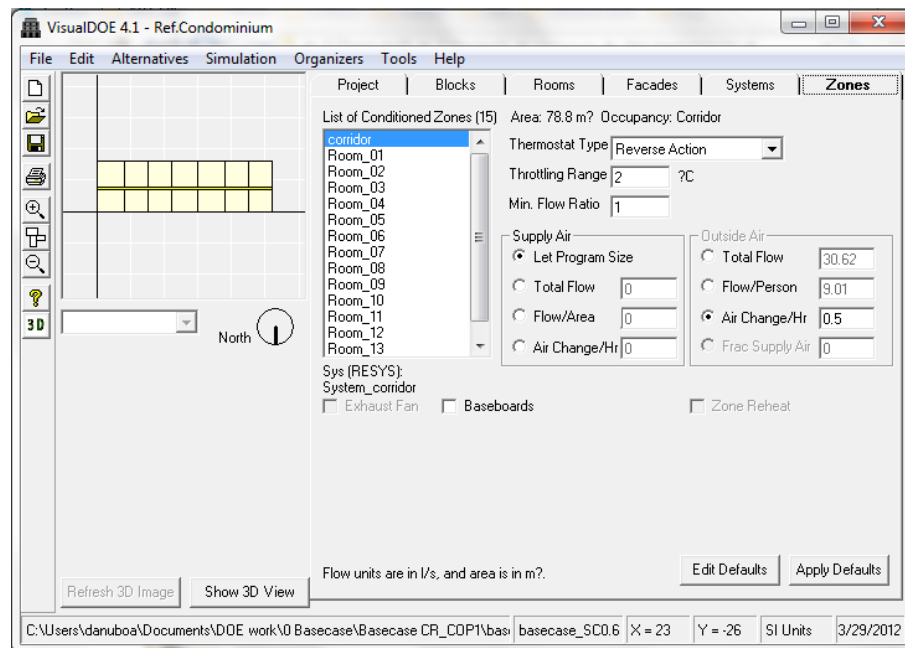 VisualDOE 4.1 - Ref.Condominium
File Edit Alternatives Simulation Organizers Tools Help
Project Blocks Rooms Facades Systems Zones
List of Conditioned Zones (15) Area: 78.8 m? Occupancy: Corridor
corridor
Room_01
Room_02
Room_03
Room_04
Room_05
Room_06
Room_07
Room_08
Room_09
Room_10
Room_11
Room_12
Room_13
Thermostat Type Reverse Action
Throttling Range 2 ?C
Min. Flow Ratio 1
Supply Air
Let Program Size
Total Flow 0
Flow/Area 0
Air Change/Hr 0
Outside Air
Total Flow 30.62
Flow/Person 9.01
Air Change/Hr 0.5
Frac Supply Air 0
3D
North
Sys (RESYS):
System_corridor
Exhaust Fan Baseboards Zone Reheat
Flow units are in l/s, and area is in m?.
Edit Defaults Apply Defaults
Refresh 3D Image Show 3D View
C:\Users\danuboa\Documents\DOE work\0 Basecase\Basecase CR_COP1\bas basecase_SC0.6 X = 23 Y = -26 SI Units 3/29/2012